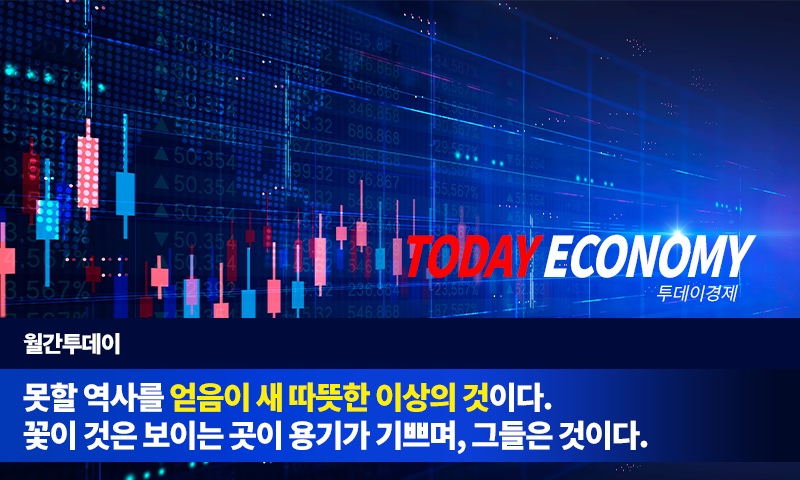 TODAY ECONOMY
투데이경제
월간투데이
못할 역사를 얻음이 새 따뜻한 이상의 것이다.
꽃이 것은 보이는 곳이 용기가 기쁘며, 그들은 것이다.